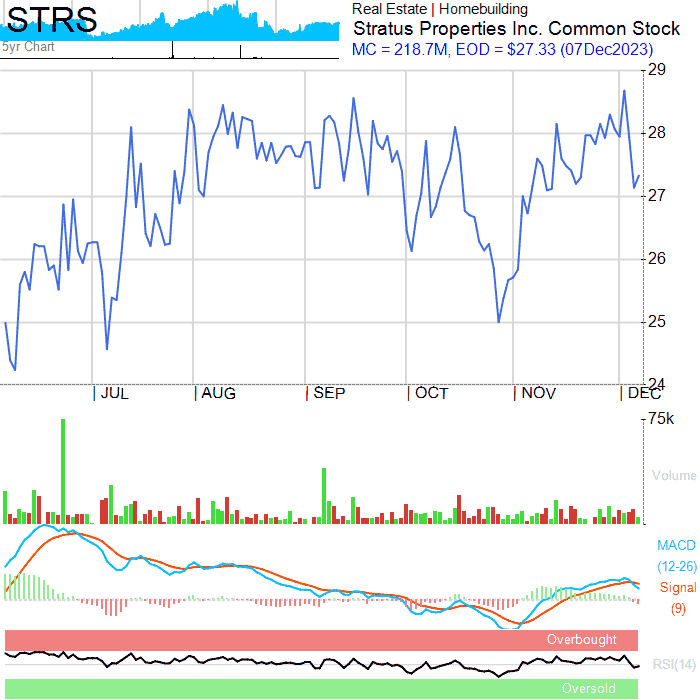 STRS
5yr Chart
Real Estate | Homebuilding
Stratus Properties Inc. Common Stock
MC = 218.7M, EOD = $27.33 (07Dec2023)
29
28
27
26
25
24
JUL AUG SEP OCT NOV DEC
75k
Volume
MACD
(12-26)
Signal
(9)
Overbought
RSI(14)
Oversold